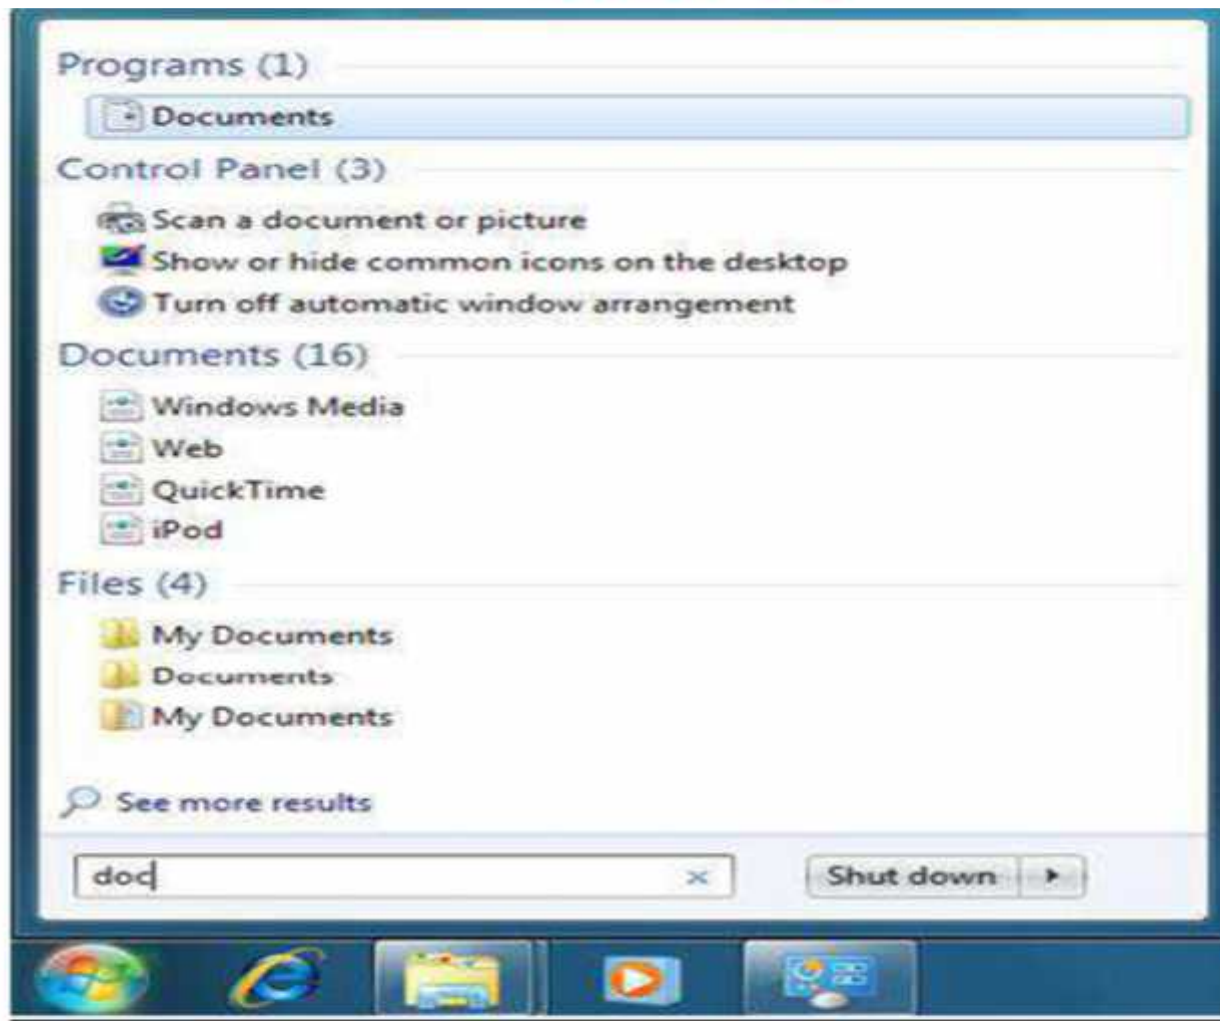 Programs (1)
Documents
Control Panel (3)
Scan a document or picture
Show or hide common icons on the desktop
Turn off automatic window arrangement
Documents (16)
Windows Media
Web
QuickTime
iPod
Files (4)
My Documents
Documents
My Documents
See more results
doc
Shut down